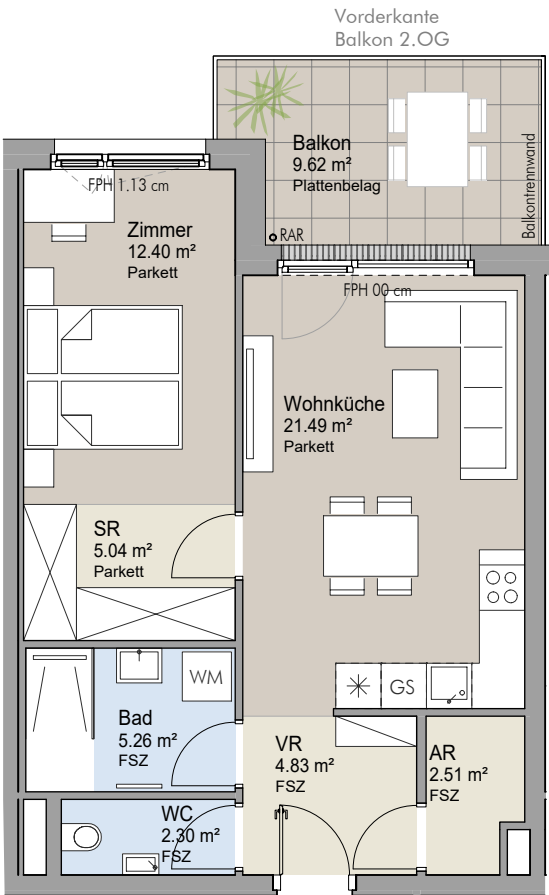 Vorderkante
Balkon 2.OG
Balkon
9.62 m²
Plattenbelag
Balkontrennwand
RAR
FPH 1.13 cm
Zimmer
12.40 m²
Parkett
FPH 00 cm
Wohnküche
21.49 m²
Parkett
SR
5.04 m²
Parkett
WM
GS
Bad
5.26 m²
FSZ
VR
4.83 m²
FSZ
AR
2.51 m²
FSZ
WC
2.30 m²
FSZ